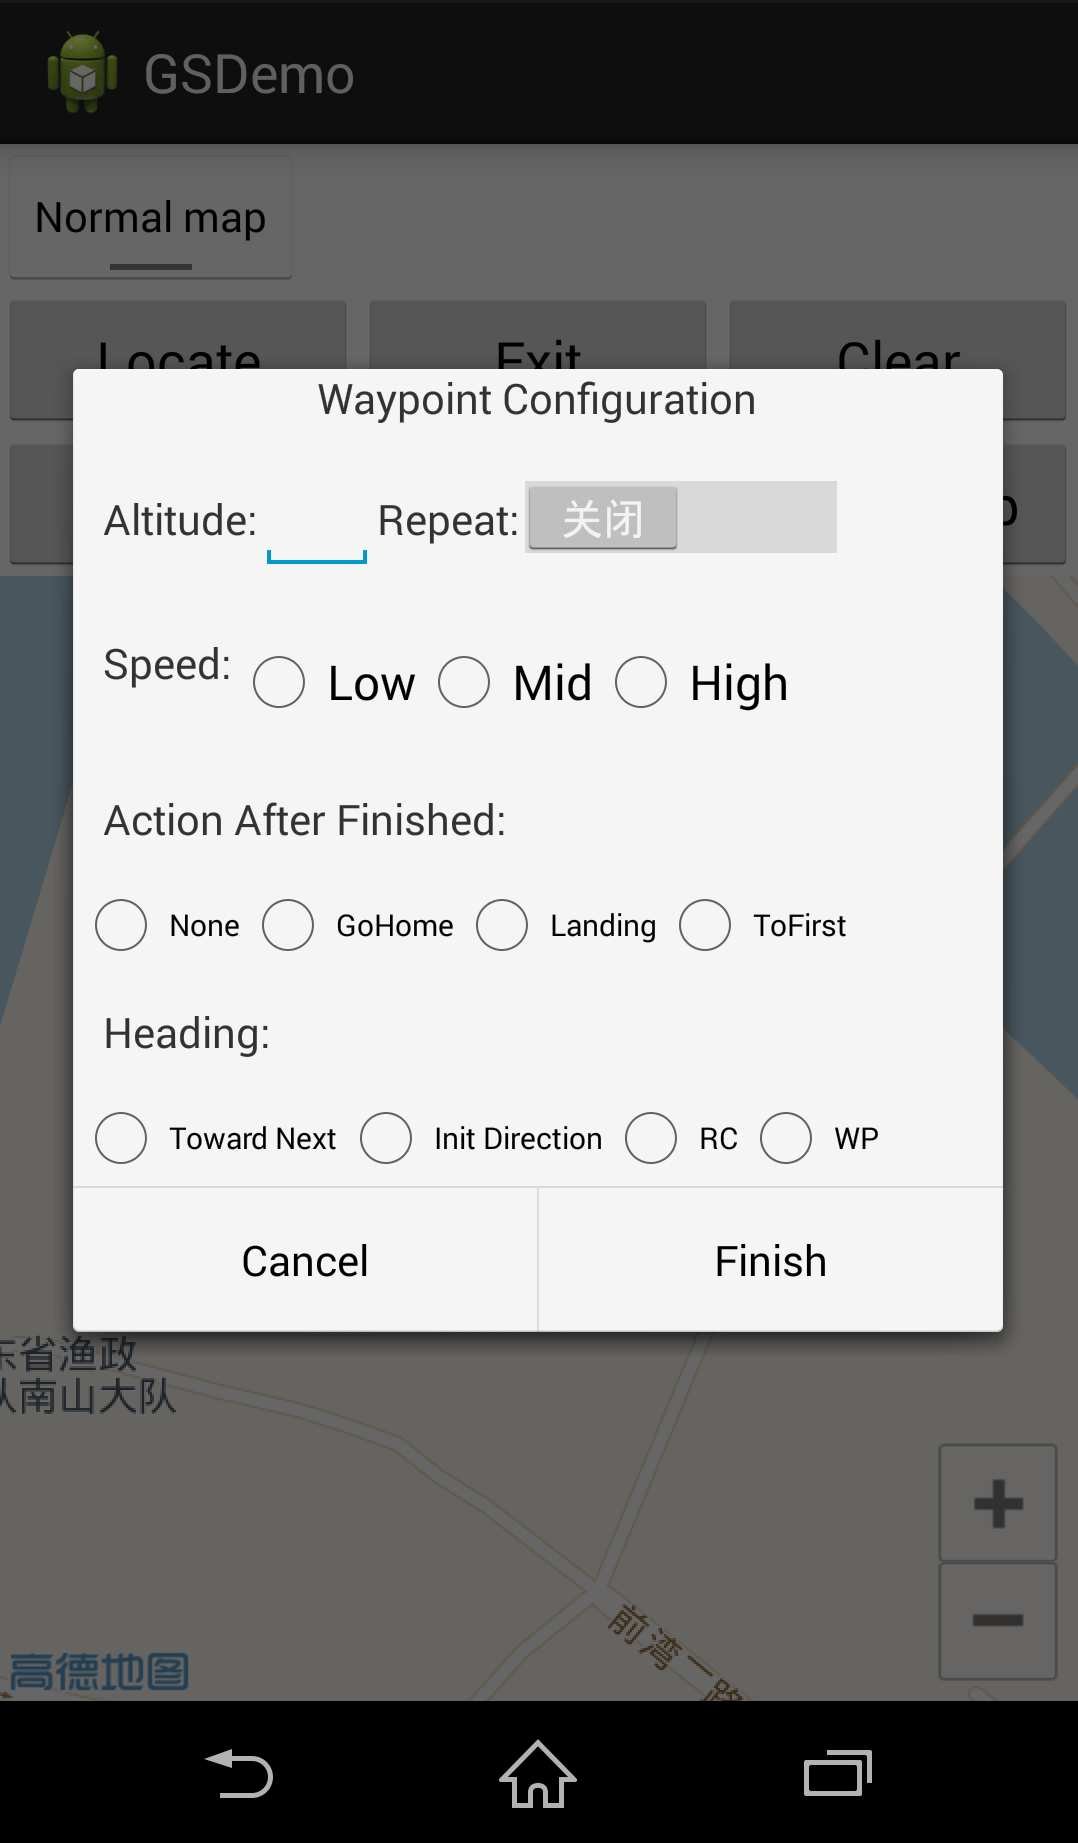 GSDemo
Normal map
Locate Exit Clear
Waypoint Configuration
Altitude: Repeat: 关闭
Speed: Low Mid High
Action After Finished:
None GoHome Landing ToFirst
Heading:
Toward Next Init Direction RC WP
Cancel Finish
东省渔政
队南山大队
前湾一路
高德地图